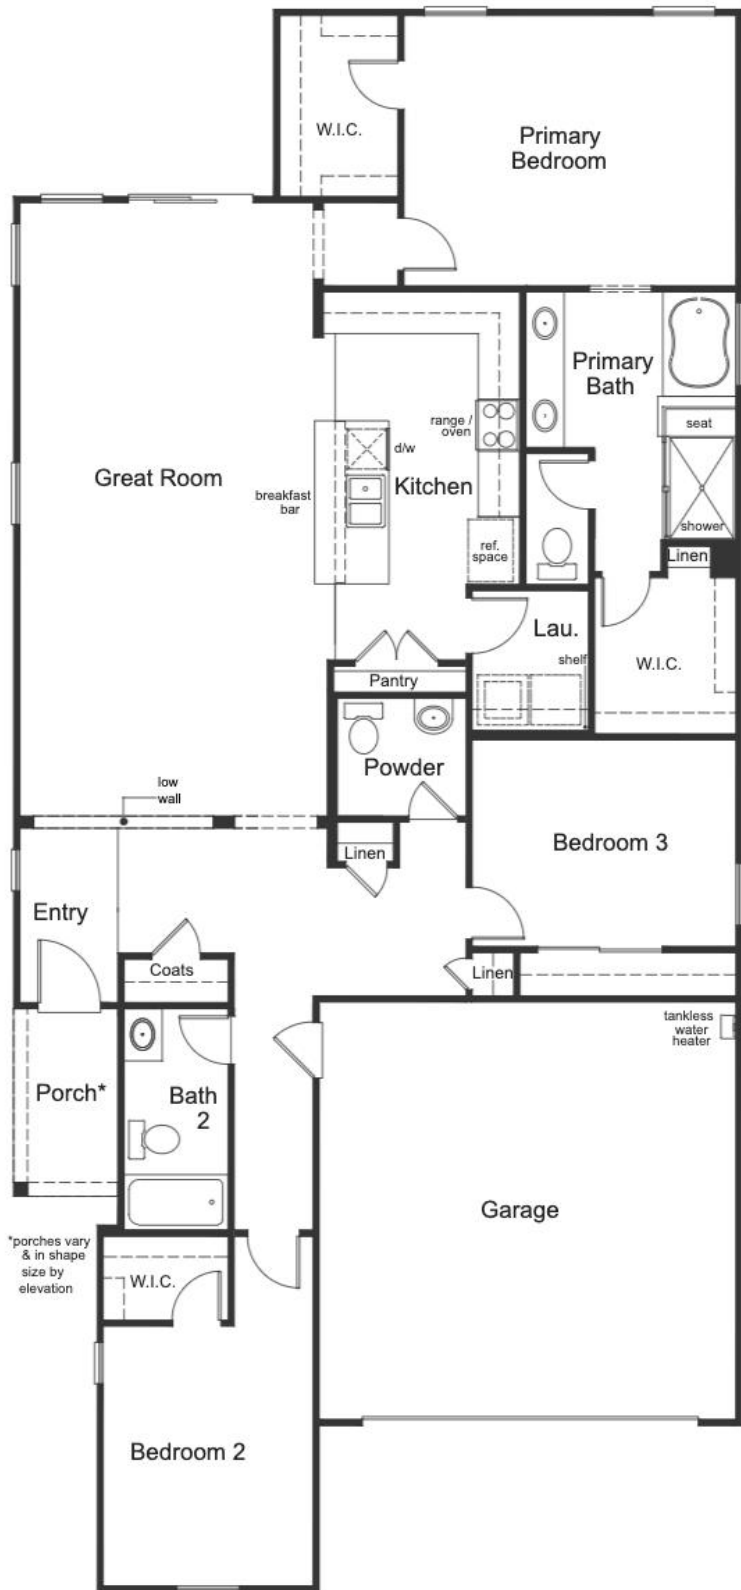 W.I.C.
Primary
Bedroom
Primary
Bath
range /
oven
seat
d/w
Great Room
Kitchen
breakfast
bar
shower
ref.
space
Linen
Lau.
shelf
W.I.C.
Pantry
Powder
low
wall
Linen
Bedroom 3
Entry
Coats
Linen
tankless
water
heater
Porch*
Bath
2
Garage
*porches vary
& in shape
size by
elevation
W.I.C.
Bedroom 2